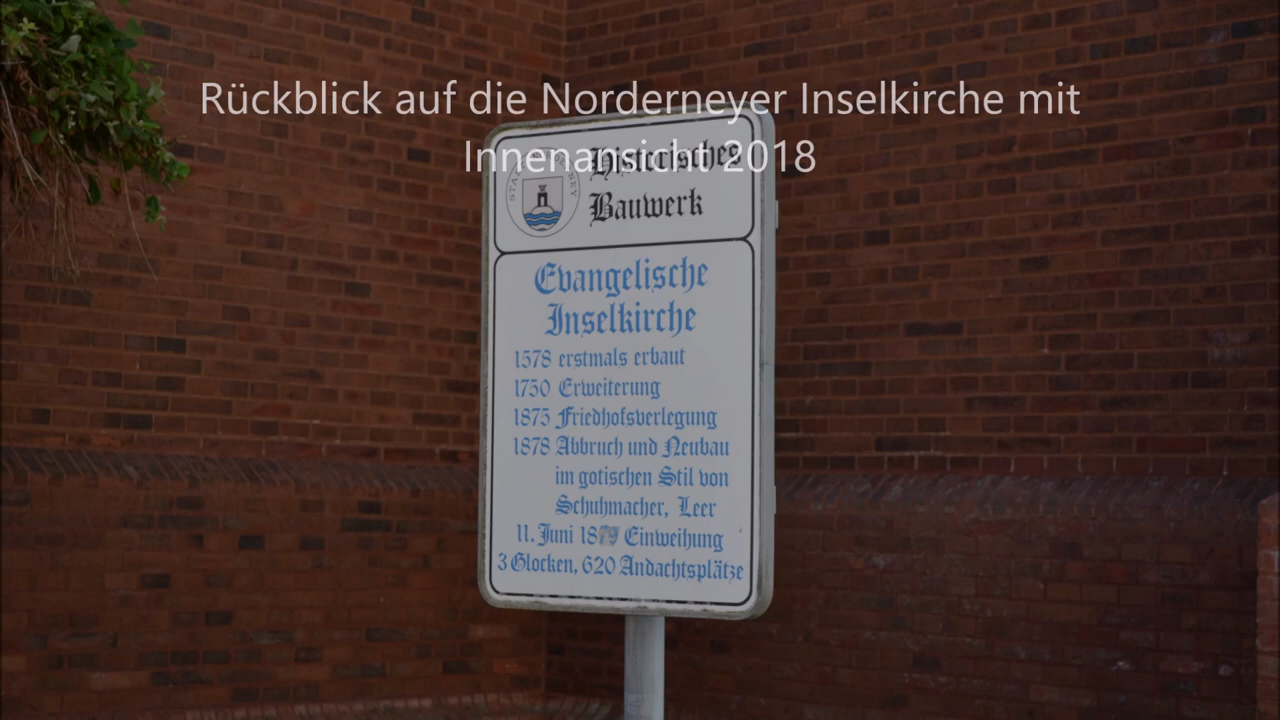 Rückblick auf die Norderneyer Inselkirche mit
Innenansicht 2018
Historisches
Bauwerk
Evangelische
Inselkirche
1578 erstmals erbaut
1750 Erweiterung
1875 Friedhofsverlegung
1878 Abbruch und Neubau
im gotischen Stil von
Schuhmacher, Leer
11. Juni 1879 Einweihung
3 Glocken, 620 Andachtsplätze